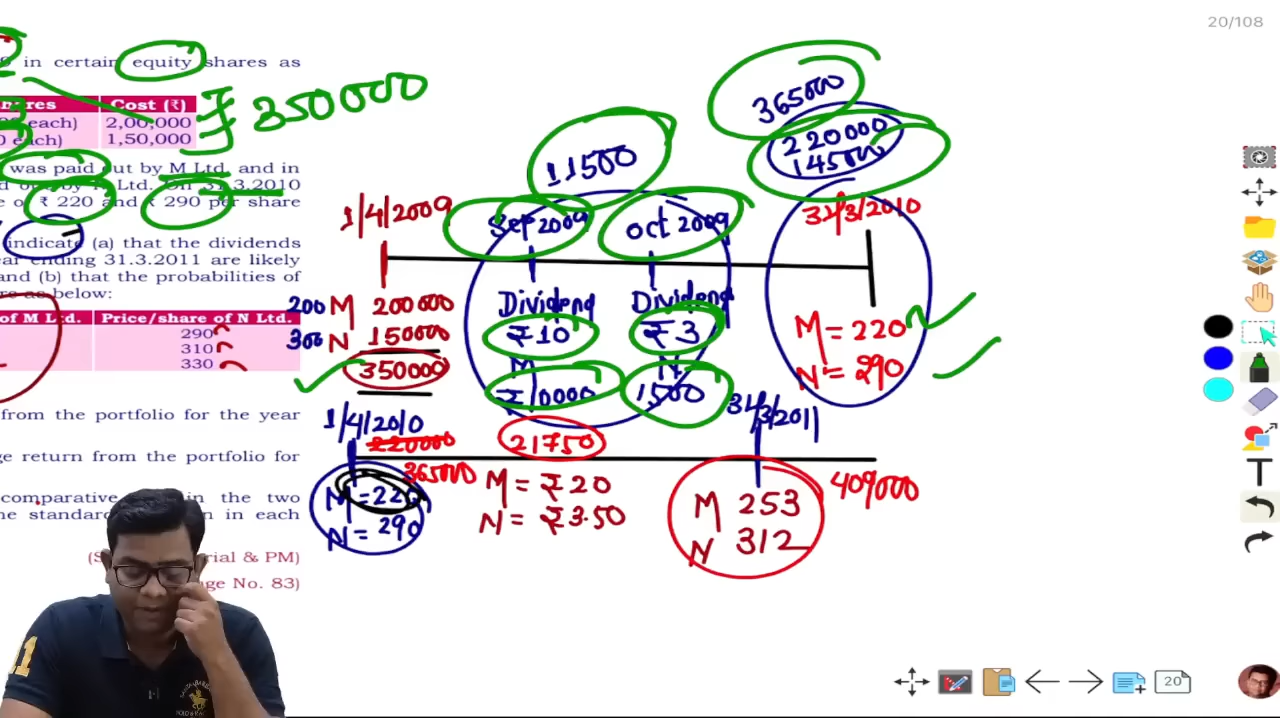 20/108
in certain equity shares as
shares Cost (₹)
each) 2,00,000
each) 1,50,000
350000
was paid out by M Ltd. and in
by N Ltd. On 31.3.2010
₹ 220 and ₹ 290 per share
indicate (a) that the dividends
ending 31.3.2011 are likely
and (b) that the probabilities of
as below:
of M Ltd. Price/share of N Ltd.
290
310
330
from the portfolio for the year
return from the portfolio for
comparative in the two
standard in each
& PM)
No. 83)
365000
220000
145000
11500
1/4/2009
Sep 2009
oct 2009
31/3/2010
200 M 200000
300 N 150000
350000
Dividend
₹10
M
₹10000
Dividend
₹3
N
1500
M = 220
N = 290
1/4/2010
220000
365000
21750
31/3/2011
409000
M = 220
N = 290
M = ₹20
N = ₹3.50
M 253
N 312
20